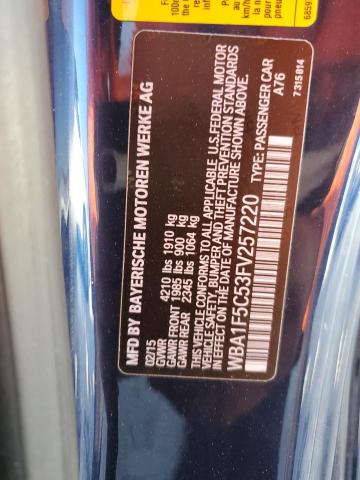 MFD BY BAYERISCHE MOTOREN WERKE AG
02/15
GVWR 4210 lbs 1910 kg
GAWR FRONT 1985 lbs 900 kg
GAWR REAR 2345 lbs 1064 kg
THIS VEHICLE CONFORMS TO ALL APPLICABLE U.S. FEDERAL MOTOR
VEHICLE SAFETY, BUMPER, AND THEFT PREVENTION STANDARDS
IN EFFECT ON THE DATE OF MANUFACTURE SHOWN ABOVE.
WBA1F5C53FV257220 TYPE: PASSENGER CAR
A76
7315814